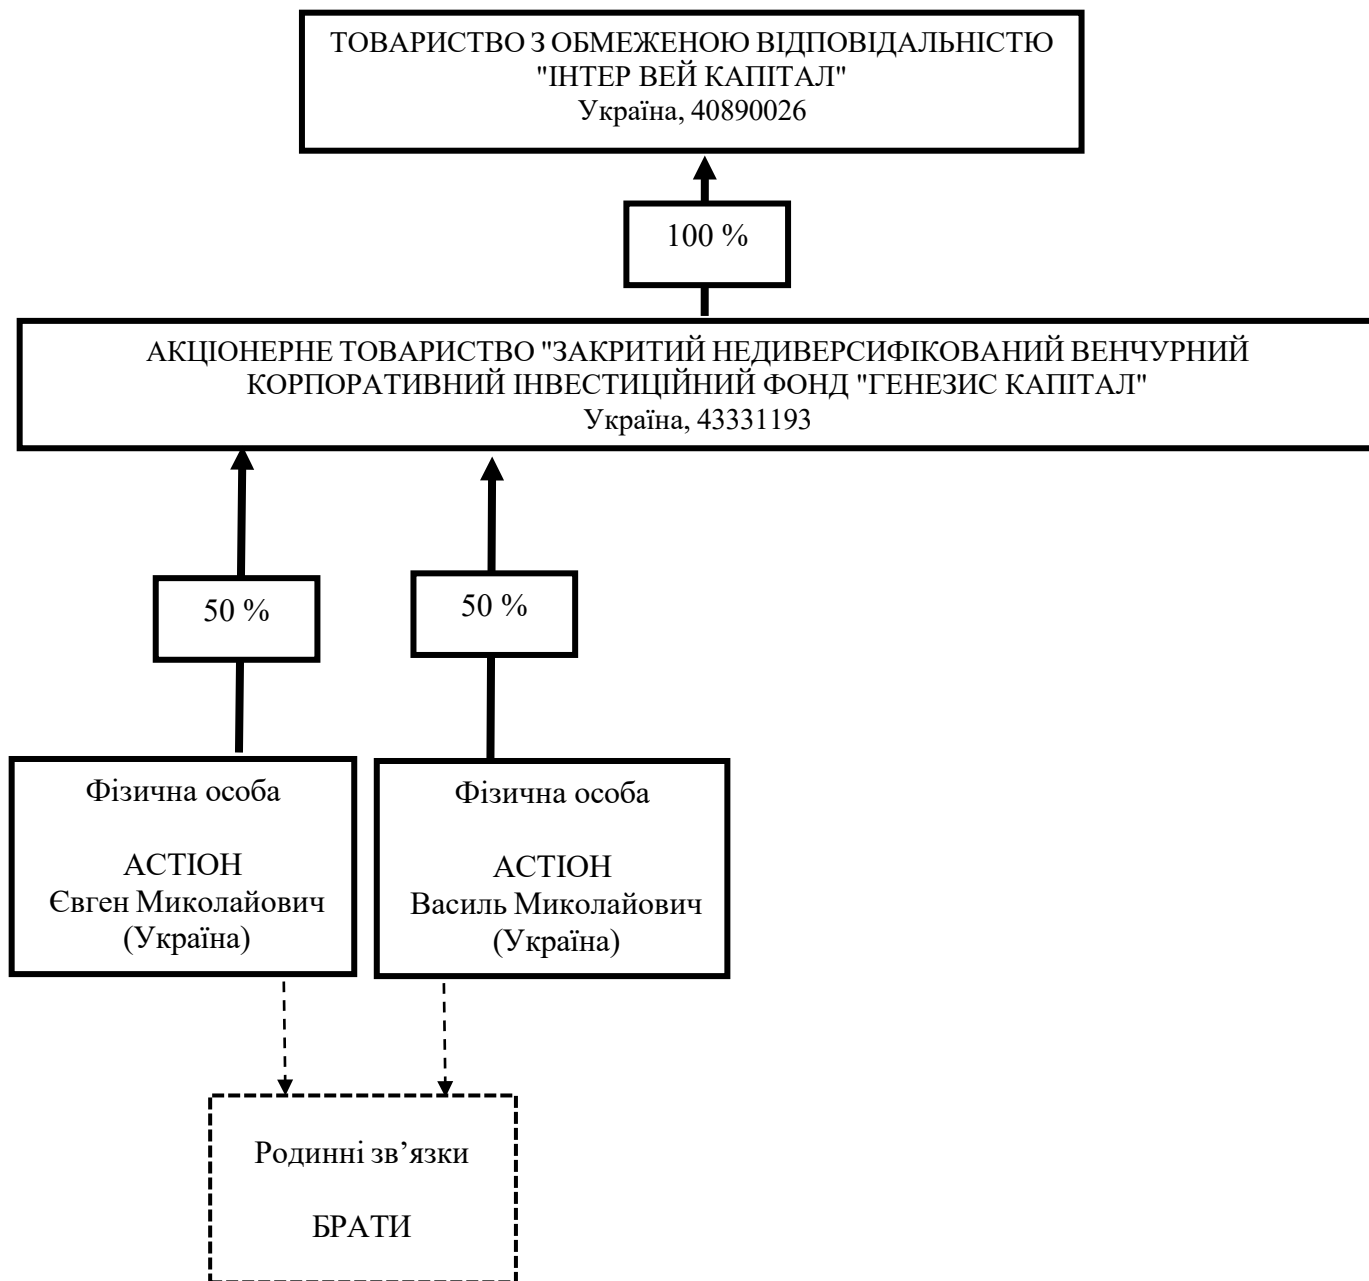 ТОВАРИСТВО З ОБМЕЖЕНОЮ ВІДПОВІДАЛЬНІСТЮ
"ІНТЕР ВЕЙ КАПІТАЛ"
Україна, 40890026
100 %
АКЦІОНЕРНЕ ТОВАРИСТВО "ЗАКРИТИЙ НЕДИВЕРСИФІКОВАНИЙ ВЕНЧУРНИЙ
КОРПОРАТИВНИЙ ІНВЕСТИЦІЙНИЙ ФОНД "ГЕНЕЗИС КАПІТАЛ"
Україна, 43331193
50 %
50 %
Фізична особа
АСТІОН
Євген Миколайович
(Україна)
Фізична особа
АСТІОН
Василь Миколайович
(Україна)
Родинні зв’язки
БРАТИ